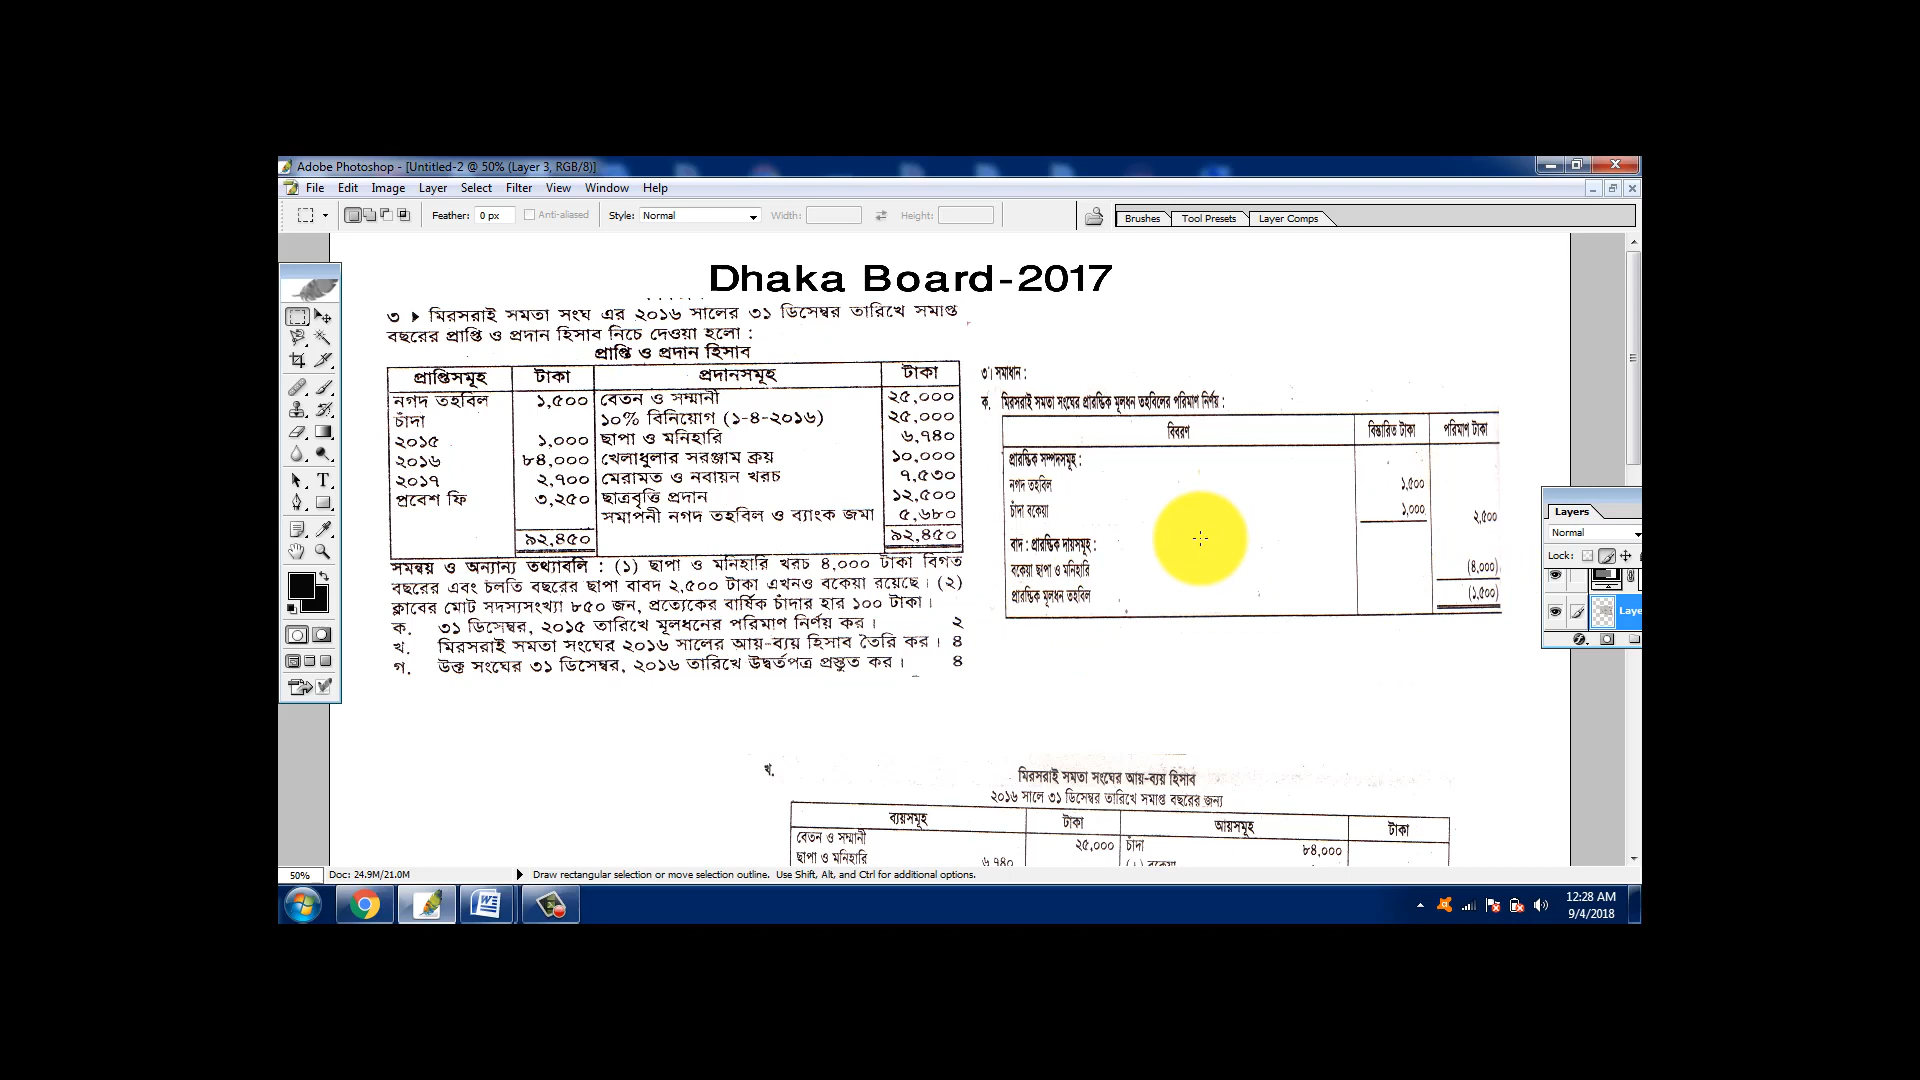 Adobe Photoshop - [Untitled-2 @ 50% (Layer 3, RGB/8)]
File Edit Image Layer Select Filter View Window Help
Feather: 0 px Anti-aliased Style: Normal Width: Height: Brushes Tool Presets Layer Comps
Dhaka Board-2017
৩ মিরসরাই সমতা সংঘ এর ২০১৬ সালের ৩১ ডিসেম্বর তারিখে সমাপ্ত
বছরের প্রাপ্তি ও প্রদান হিসাব নিচে দেওয়া হলো :
প্রাপ্তি ও প্রদান হিসাব
প্রাপ্তিসমূহ টাকা প্রদানসমূহ টাকা
নগদ তহবিল ১,৫০০ বেতন ও সম্মানী ২৫,০০০
চাঁদা ১০% বিনিয়োগ (১-৪-২০১৬) ২৫,০০০
২০১৫ ১,০০০ ছাপা ও মনিহারি ৬,৭৪০
২০১৬ ৮৪,০০০ খেলাধুলার সরঞ্জাম ক্রয় ১০,০০০
২০১৭ ২,৭০০ মেরামত ও নবায়ন খরচ ৭,৫৩০
প্রবেশ ফি ৩,২৫০ ছাত্রবৃত্তি প্রদান ১২,৫০০
সমাপনী নগদ তহবিল ও ব্যাংক জমা ৫,৬৮০
৯২,৪৫০ ৯২,৪৫০
সমন্বয় ও অন্যান্য তথ্যাবলি : (১) ছাপা ও মনিহারি খরচ ৪,০০০ টাকা বিগত
বছরের এবং চলতি বছরের ছাপা বাবদ ২,৫০০ টাকা এখনও বকেয়া রয়েছে। (২)
ক্লাবের মোট সদস্যসংখ্যা ৮৫০ জন, প্রত্যেকের বার্ষিক চাঁদার হার ১০০ টাকা।
ক. ৩১ ডিসেম্বর, ২০১৫ তারিখে মূলধনের পরিমাণ নির্ণয় কর। ২
খ. মিরসরাই সমতা সংঘের ২০১৬ সালের আয়-ব্যয় হিসাব তৈরি কর। ৪
গ. উক্ত সংঘের ৩১ ডিসেম্বর, ২০১৬ তারিখে উদ্বর্তপত্র প্রস্তুত কর। ৪
৩। সমাধান :
ক. মিরসরাই সমতা সংঘের প্রারম্ভিক মূলধন তহবিলের পরিমাণ নির্ণয় :
বিবরণ বিস্তারিত টাকা পরিমাণ টাকা
প্রারম্ভিক সম্পদসমূহ :
নগদ তহবিল ১,৫০০
চাঁদা বকেয়া ১,০০০ ২,৫০০
বাদ : প্রারম্ভিক দায়সমূহ :
বকেয়া ছাপা ও মনিহারি (৪,০০০)
প্রারম্ভিক মূলধন তহবিল (১,৫০০)
খ. মিরসরাই সমতা সংঘের আয়-ব্যয় হিসাব
২০১৬ সালে ৩১ ডিসেম্বর তারিখে সমাপ্ত বছরের জন্য
ব্যয়সমূহ টাকা আয়সমূহ টাকা
বেতন ও সম্মানী ২৫,০০০ চাঁদা ৮৪,০০০
ছাপা ও মনিহারি ৬,৭৪০ (+) বকেয়া
Layers
Normal
Lock:
Laye
50% Doc: 24.9M/21.0M Draw rectangular selection or move selection outline. Use Shift, Alt, and Ctrl for additional options.
12:28 AM
9/4/2018